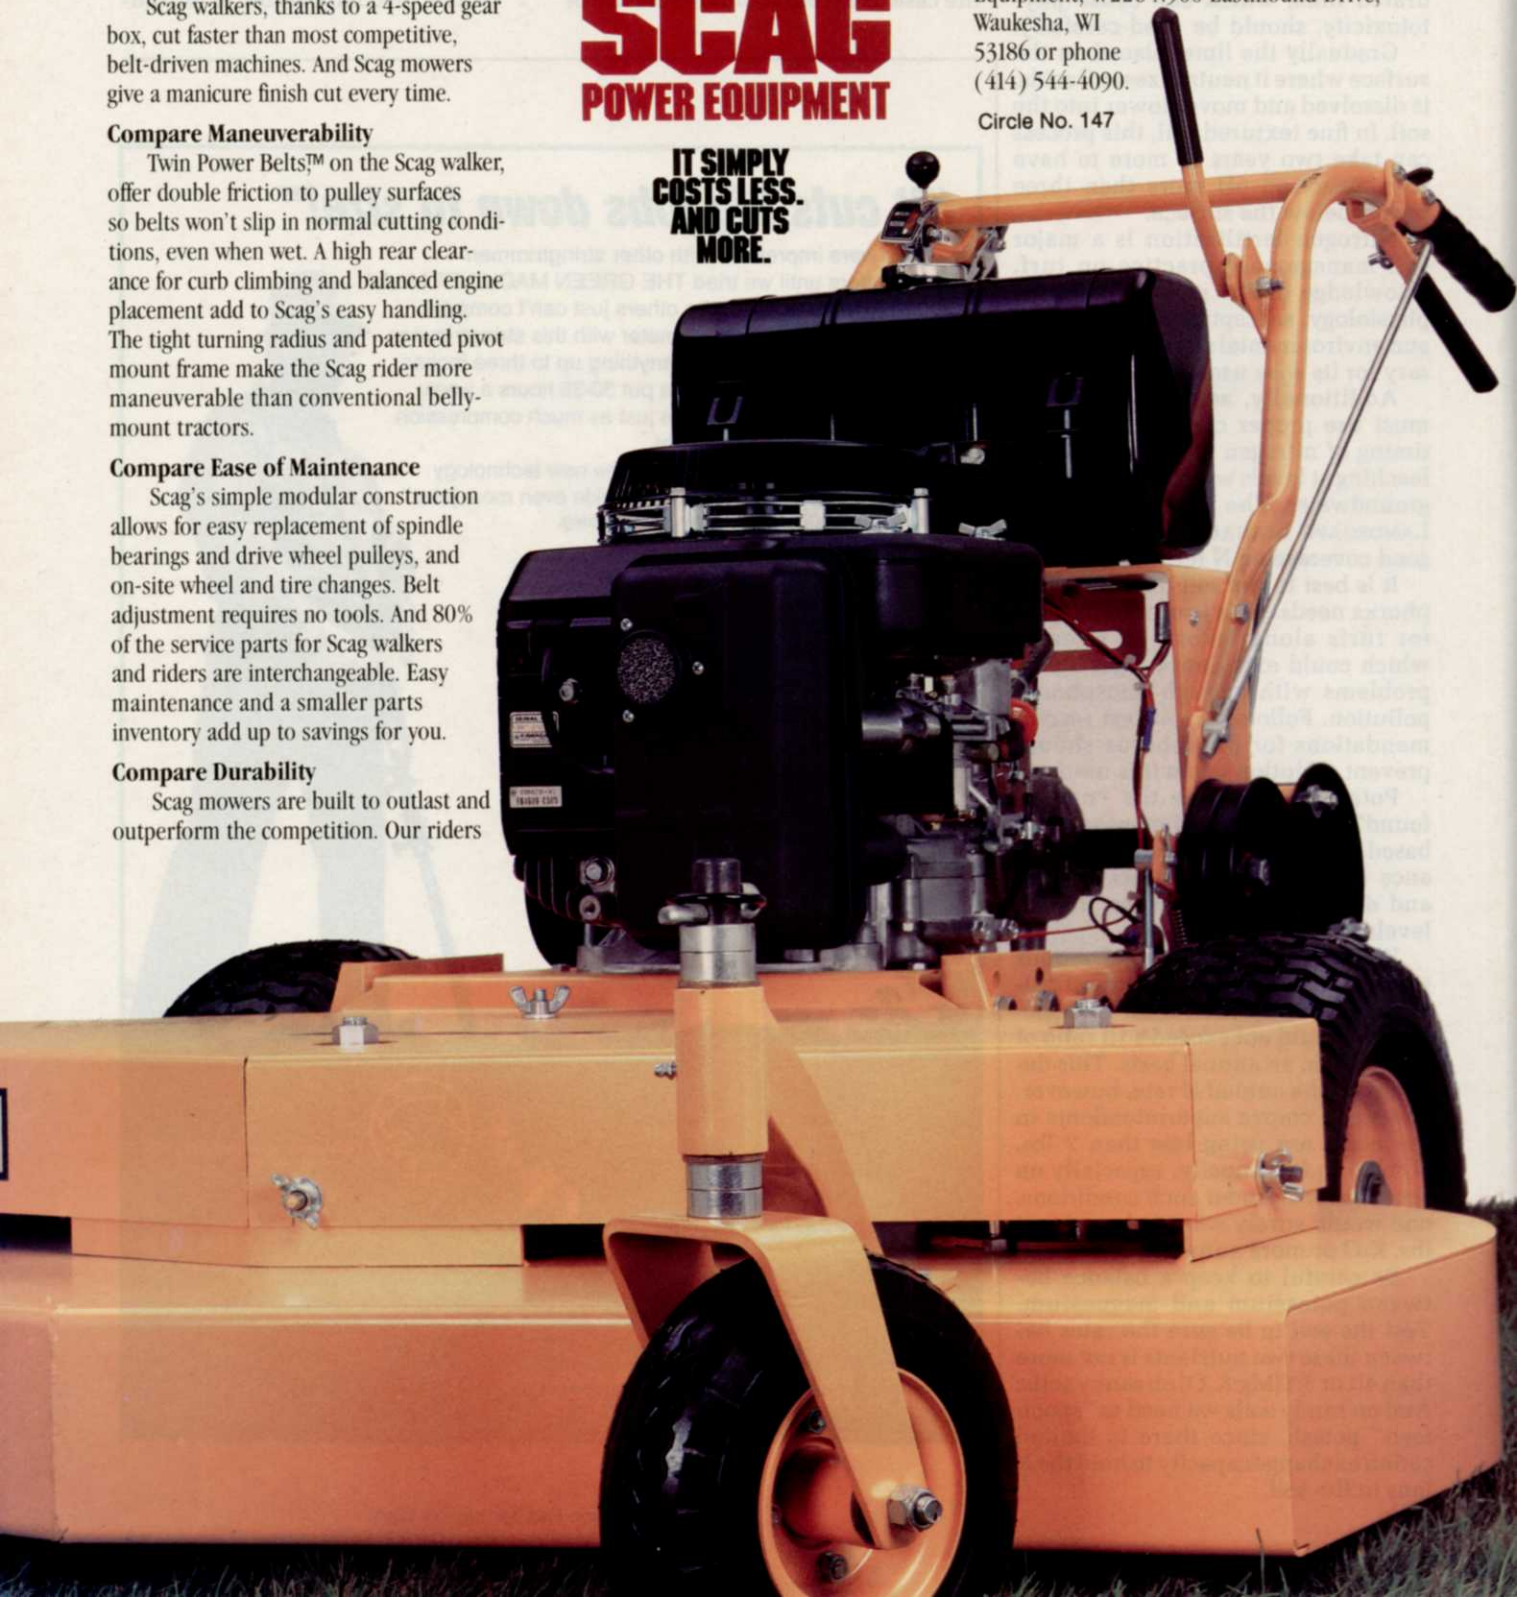 Scag walkers, thanks to a 4-speed gear
box, cut faster than most competitive,
belt-driven machines. And Scag mowers
give a manicure finish cut every time.
Compare Maneuverability
Twin Power Belts,™ on the Scag walker,
offer double friction to pulley surfaces
so belts won't slip in normal cutting condi-
tions, even when wet. A high rear clear-
ance for curb climbing and balanced engine
placement add to Scag's easy handling.
The tight turning radius and patented pivot
mount frame make the Scag rider more
maneuverable than conventional belly-
mount tractors.
Compare Ease of Maintenance
Scag's simple modular construction
allows for easy replacement of spindle
bearings and drive wheel pulleys, and
on-site wheel and tire changes. Belt
adjustment requires no tools. And 80%
of the service parts for Scag walkers
and riders are interchangeable. Easy
maintenance and a smaller parts
inventory add up to savings for you.
Compare Durability
Scag mowers are built to outlast and
outperform the competition. Our riders
SCAG
POWER EQUIPMENT
IT SIMPLY
COSTS LESS.
AND CUTS
MORE.
Waukesha, WI
53186 or phone
(414) 544-4090.
Circle No. 147